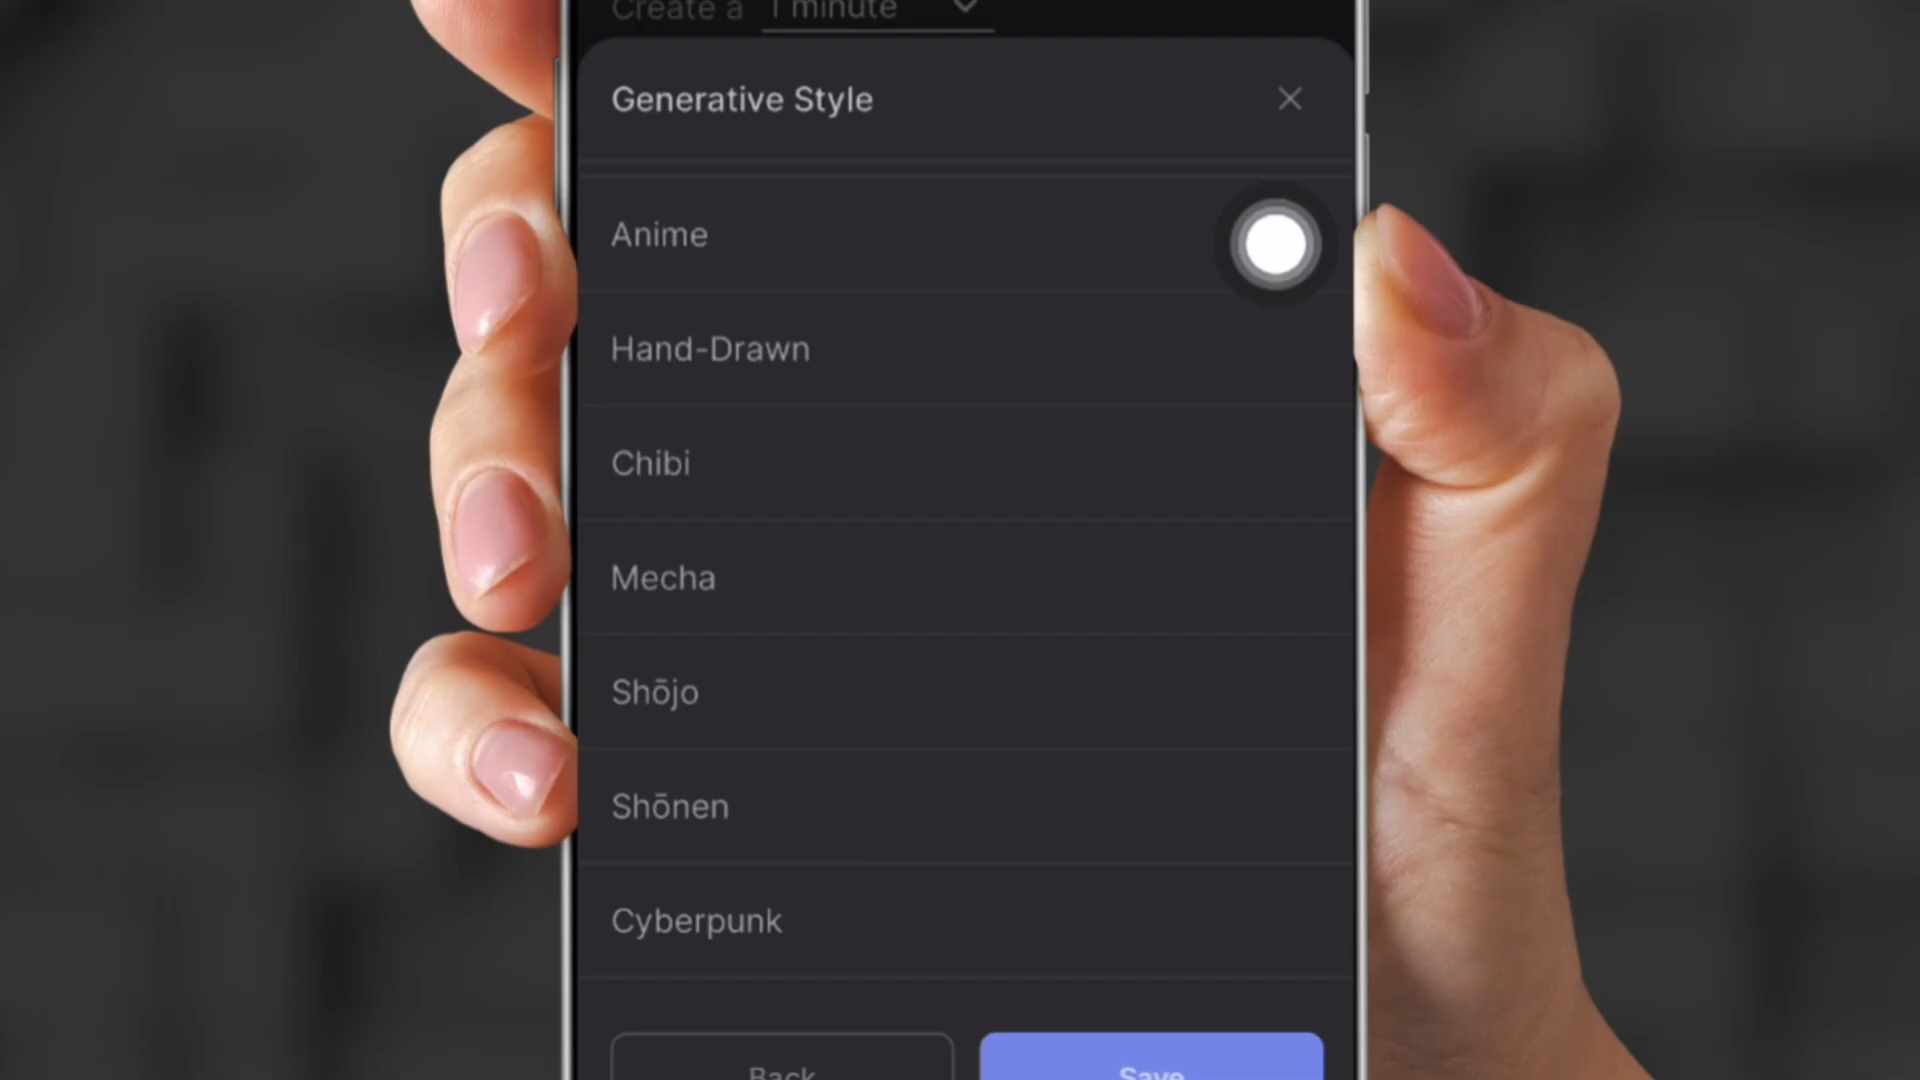 Create a 1 minute
Generative Style
Anime
Hand-Drawn
Chibi
Mecha
Shōjo
Shōnen
Cyberpunk
Back
Save